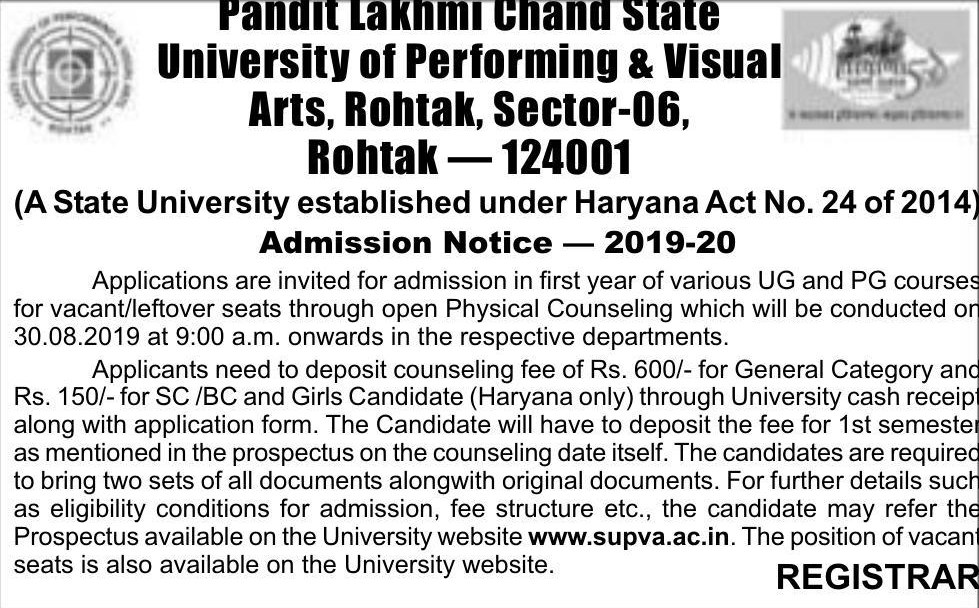 Pandit Lakhmi Chand State
University of Performing & Visual
Arts, Rohtak, Sector-06,
Rohtak — 124001
(A State University established under Haryana Act No. 24 of 2014)
Admission Notice — 2019-20
Applications are invited for admission in first year of various UG and PG courses
for vacant/leftover seats through open Physical Counseling which will be conducted on
30.08.2019 at 9:00 a.m. onwards in the respective departments.
Applicants need to deposit counseling fee of Rs. 600/- for General Category and
Rs. 150/- for SC /BC and Girls Candidate (Haryana only) through University cash receipt
along with application form. The Candidate will have to deposit the fee for 1st semester
as mentioned in the prospectus on the counseling date itself. The candidates are required
to bring two sets of all documents alongwith original documents. For further details such
as eligibility conditions for admission, fee structure etc., the candidate may refer the
Prospectus available on the University website www.supva.ac.in. The position of vacant
seats is also available on the University website.
REGISTRAR
ROHTAK